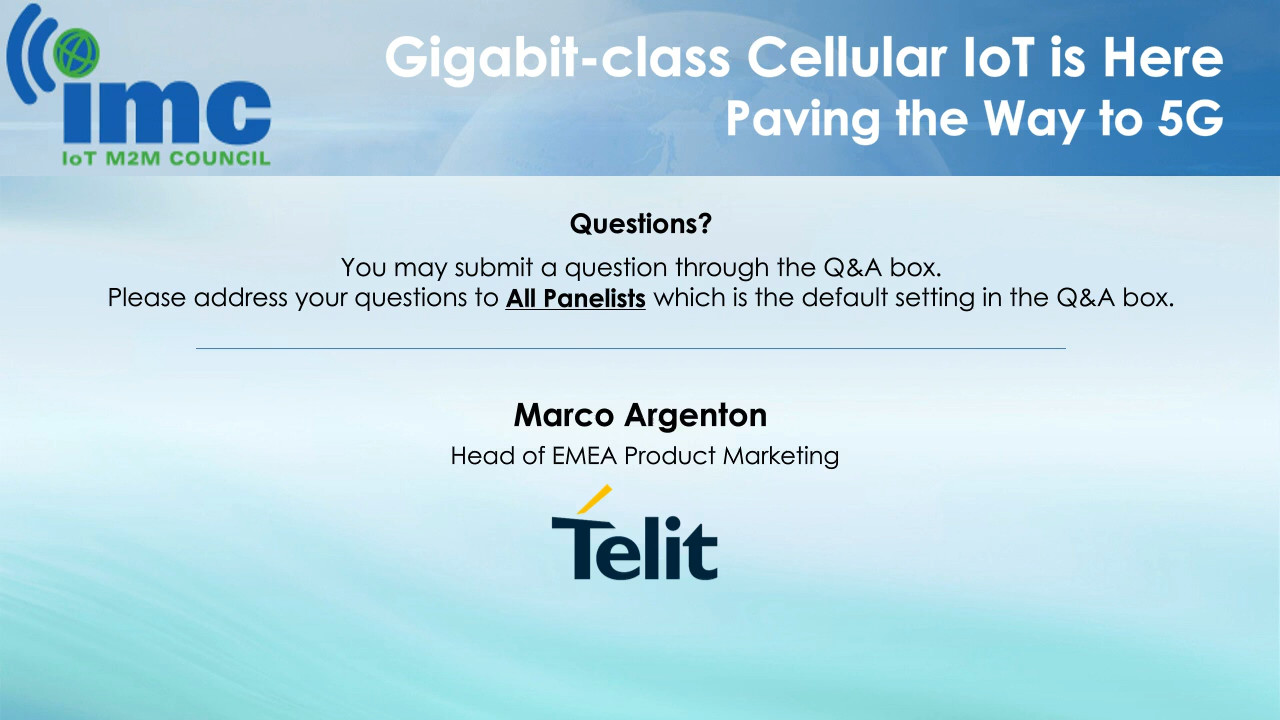 imc
IoT M2M COUNCIL
Gigabit-class Cellular IoT is Here
Paving the Way to 5G
Questions?
You may submit a question through the Q&A box.
Please address your questions to All Panelists which is the default setting in the Q&A box.
Marco Argenton
Head of EMEA Product Marketing
Telit